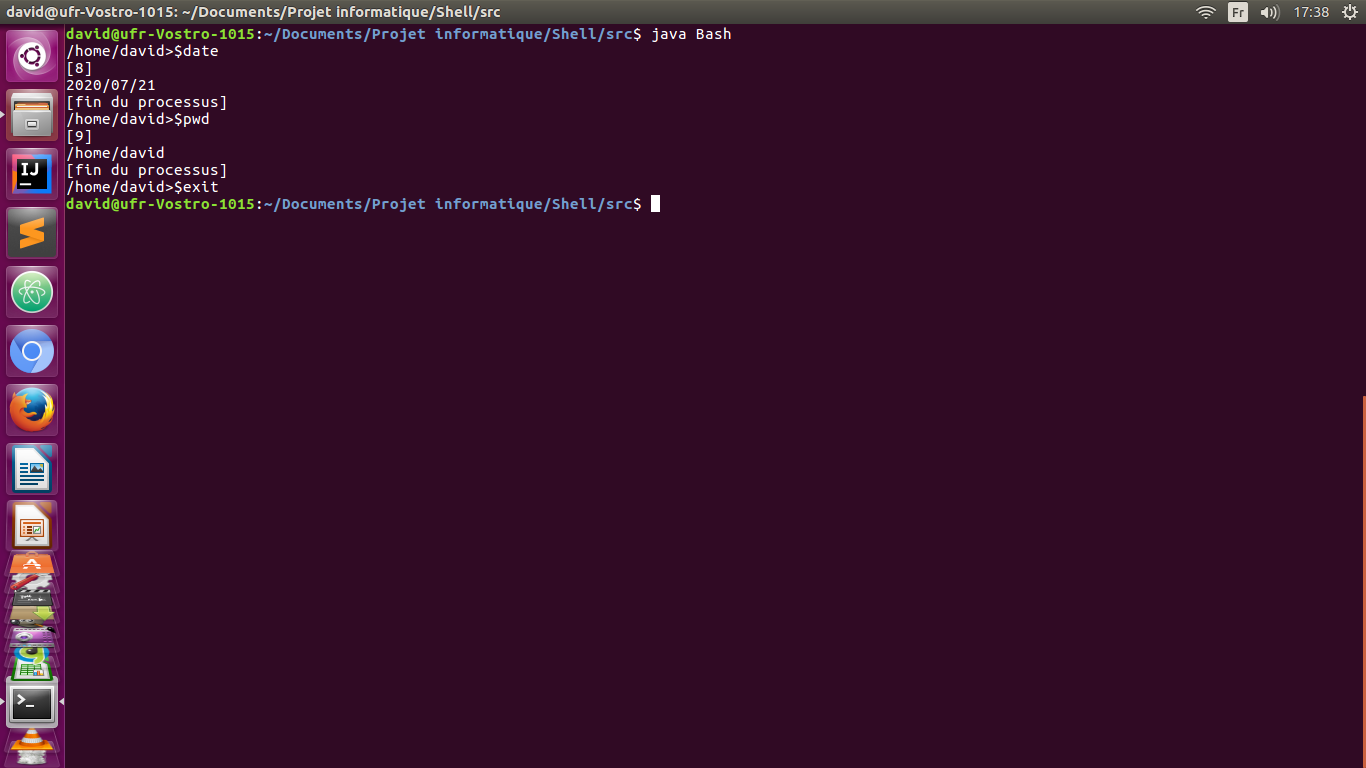 david@ufr-Vostro-1015: ~/Documents/Projet informatique/Shell/src
Fr
17:38
david@ufr-Vostro-1015:~/Documents/Projet informatique/Shell/src$ java Bash
/home/david>$date
[8]
2020/07/21
[fin du processus]
/home/david>$pwd
[9]
/home/david
[fin du processus]
/home/david>$exit
david@ufr-Vostro-1015:~/Documents/Projet informatique/Shell/src$
IJ